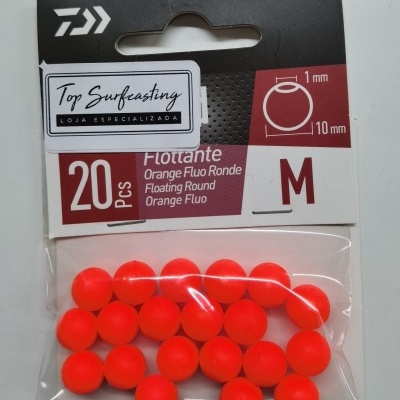 Top Surfcasting
LOJA ESPECIALIZADA
1 mm
10 mm
20 Pcs
Flottante
Orange Fluo Ronde
Floating Round
Orange Fluo
M